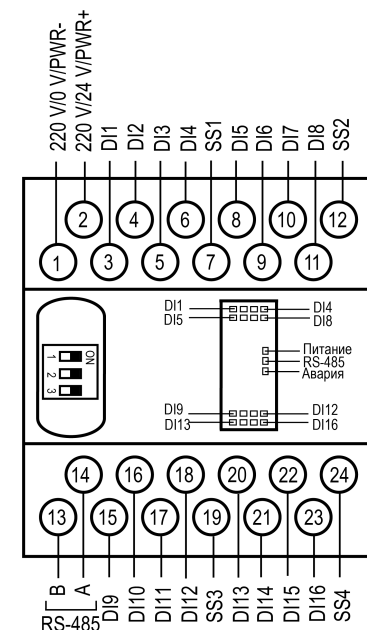 220 V/0 V/PWR-
220 V/24 V/PWR+
DI1
DI2
DI3
DI4
SS1
DI5
DI6
DI7
DI8
SS2
2 4 6 8 10 12
1 3 5 7 9 11
ON
1 2 3
DI1 DI4
DI5 DI8
Питание
RS-485
Авария
DI9 DI12
DI13 DI16
14 16 18 20 22 24
13 15 17 19 21 23
B
A
RS-485
DI9
DI10
DI11
DI12
SS3
DI13
DI14
DI15
DI16
SS4